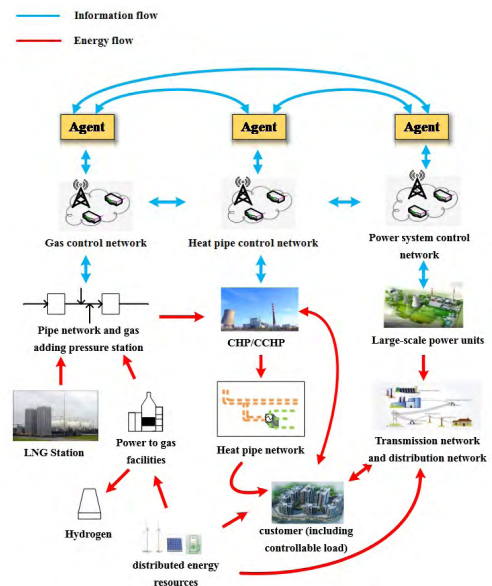 Information flow
Energy flow
Agent
Agent
Agent
Gas control network
Heat pipe control network
Power system control
network
Pipe network and gas
adding pressure station
CHP/CCHP
Large-scale power units
LNG Station
Power to gas
facilities
Heat pipe network
Transmission network
and distribution network
Hydrogen
customer (including
controllable load)
distributed energy
resources